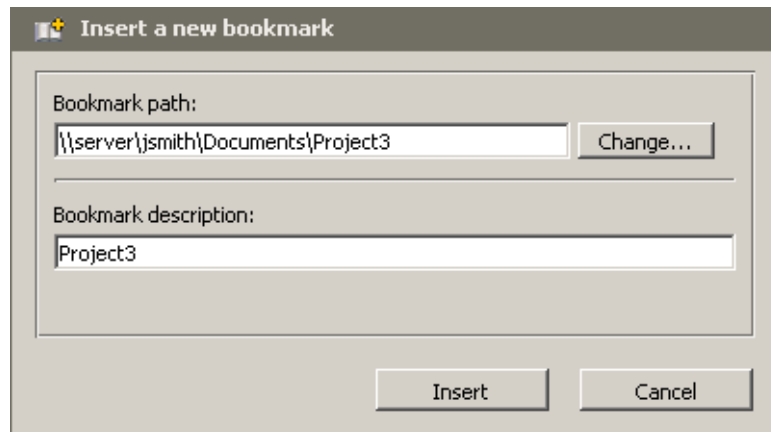 Insert a new bookmark
Bookmark path:
\\server\jsmith\Documents\Project3
Change...
Bookmark description:
Project3
Insert
Cancel